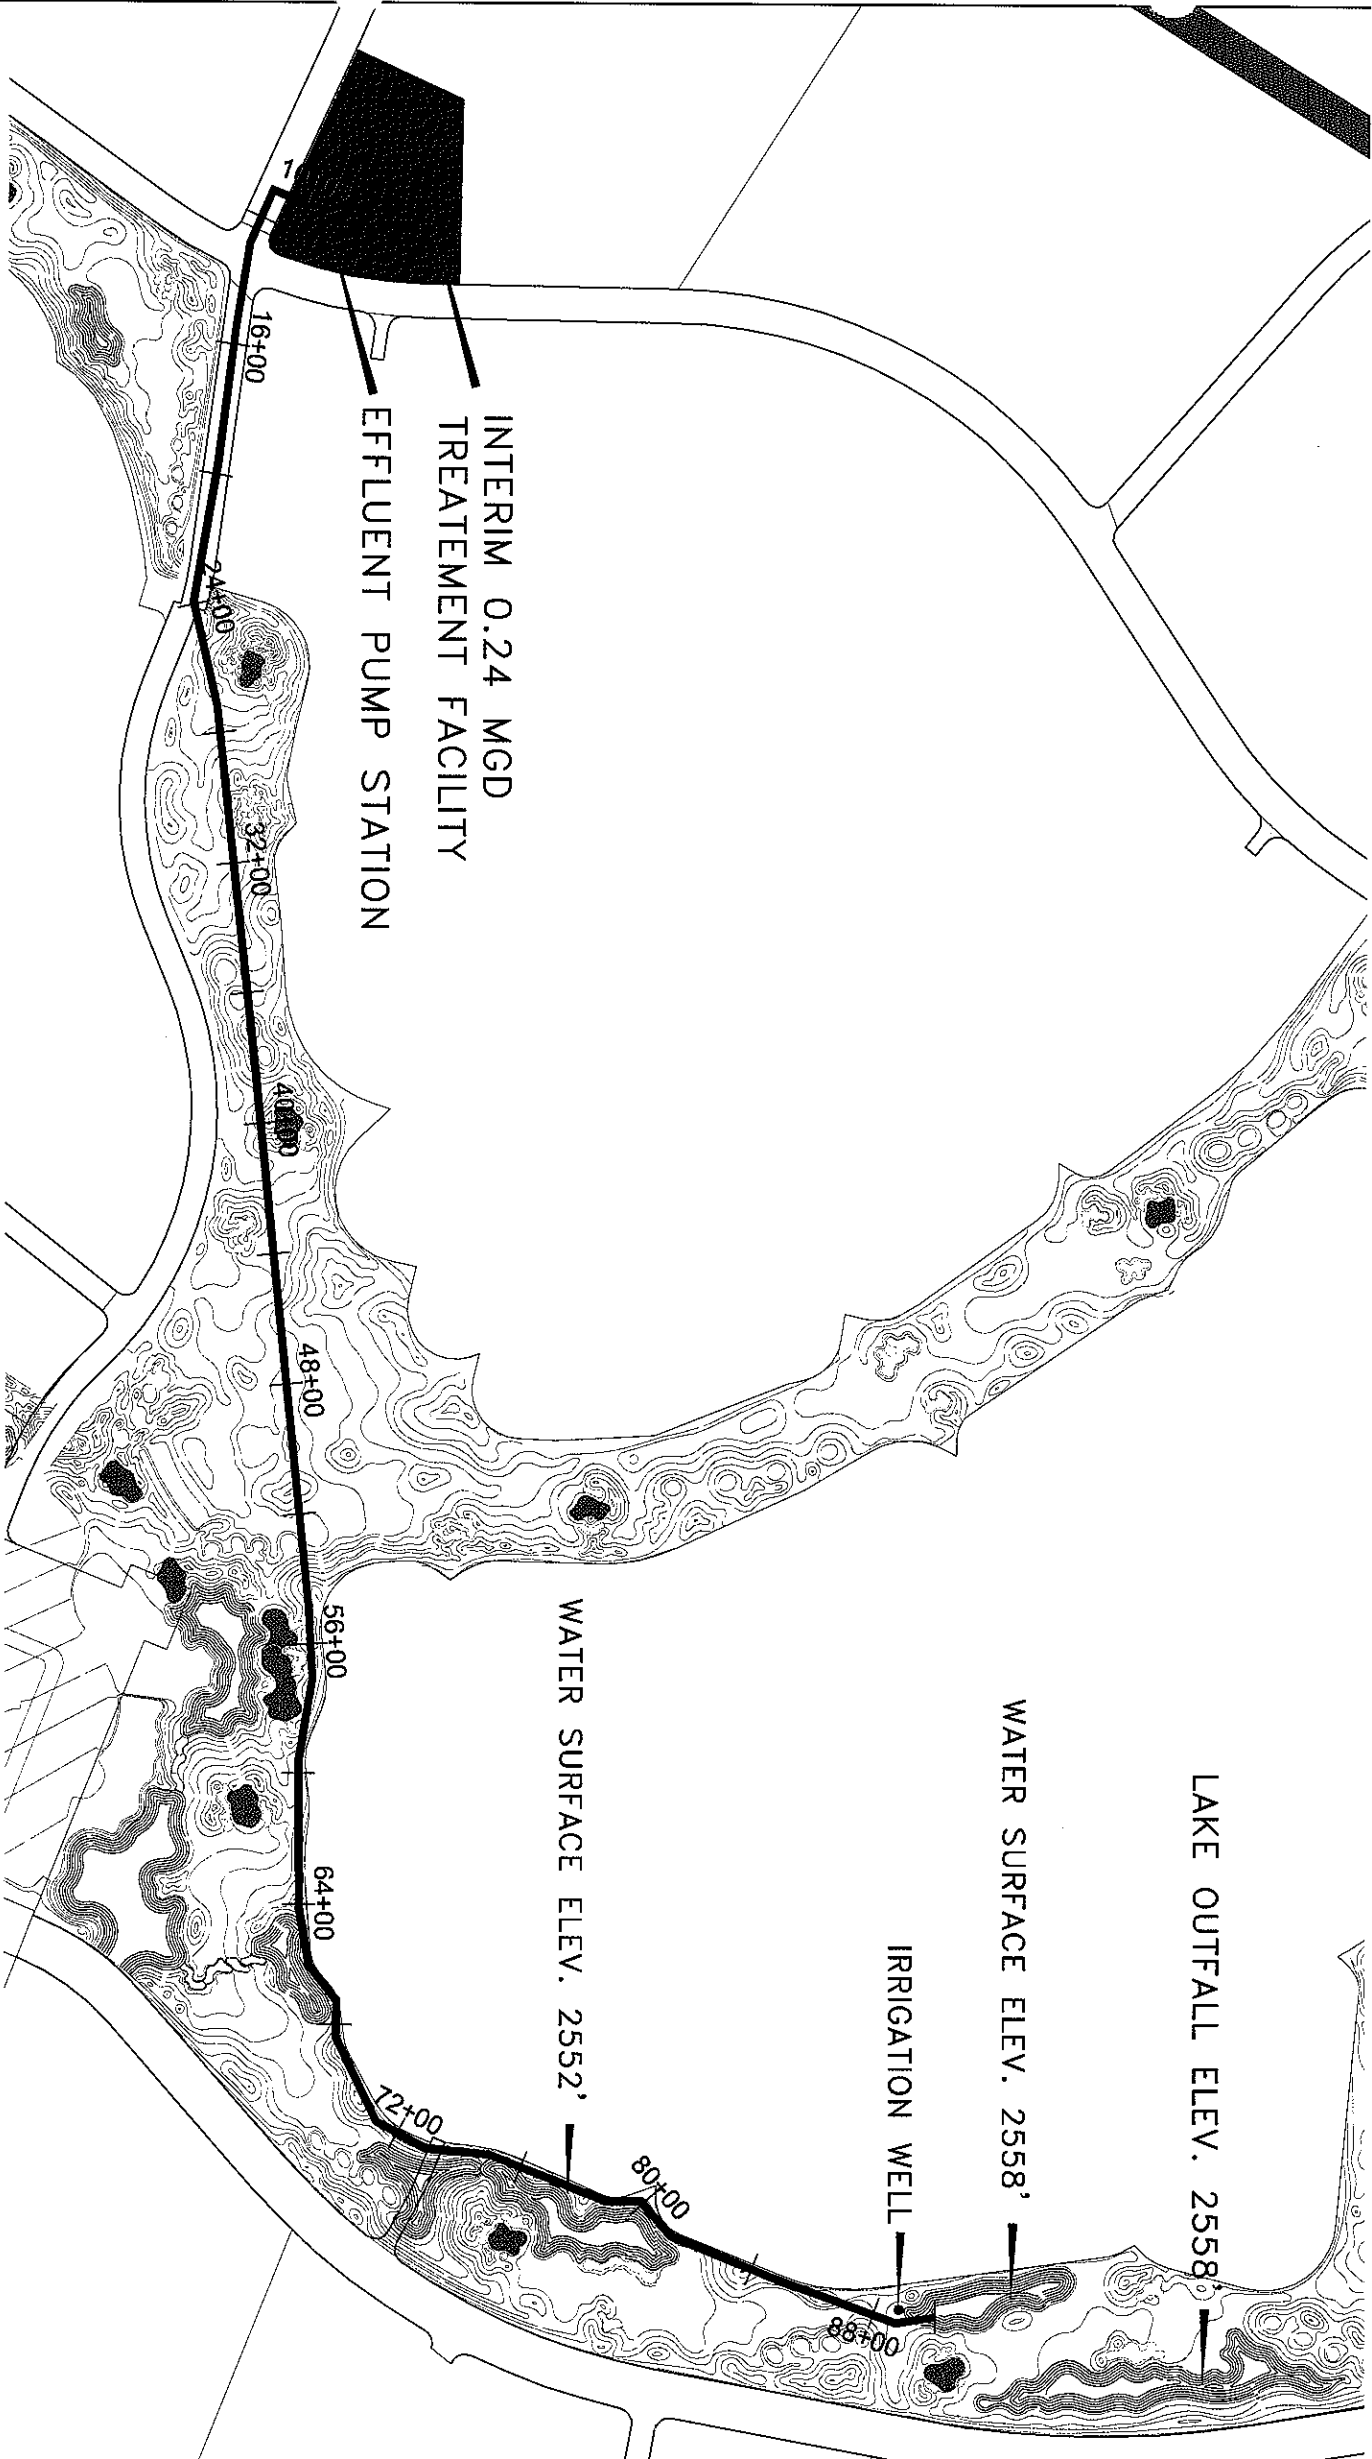 INTERIM 0.24 MGD
TREATEMENT FACILITY
EFFLUENT PUMP STATION
16+00
24+00
32+00
48+00
56+00
64+00
72+00
80+00
88+00
WATER SURFACE ELEV. 2552'
IRRIGATION WELL
WATER SURFACE ELEV. 2558'
LAKE OUTFALL ELEV. 2558'